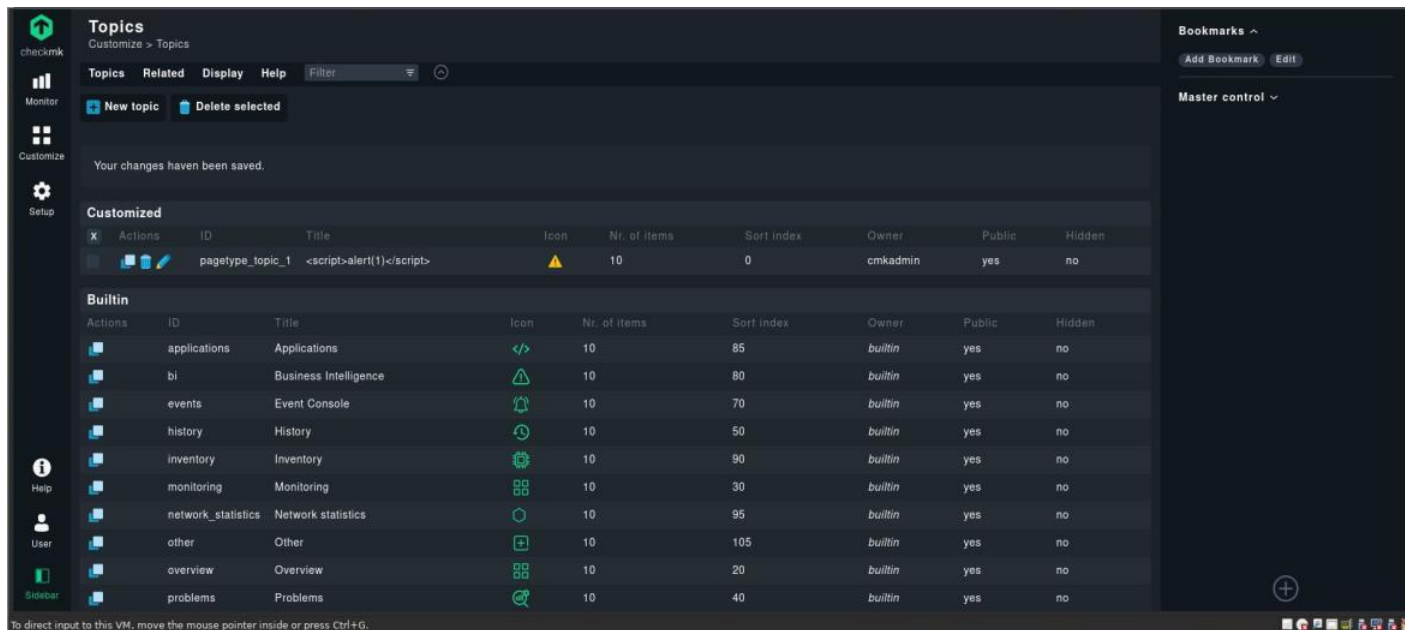 checkmk
Monitor
Customize
Setup
Help
User
Sidebar
Topics
Customize > Topics
Topics Related Display Help Filter
New topic Delete selected
Your changes haven been saved.
Customized
X Actions ID Title Icon Nr. of items Sort index Owner Public Hidden
pagetype_topic_1 <script>alert(1)</script> 10 0 cmkadmin yes no
Builtin
Actions ID Title Icon Nr. of items Sort index Owner Public Hidden
applications Applications 10 85 builtin yes no
bi Business Intelligence 10 80 builtin yes no
events Event Console 10 70 builtin yes no
history History 10 50 builtin yes no
inventory Inventory 10 90 builtin yes no
monitoring Monitoring 10 30 builtin yes no
network_statistics Network statistics 10 95 builtin yes no
other Other 10 105 builtin yes no
overview Overview 10 20 builtin yes no
problems Problems 10 40 builtin yes no
Bookmarks
Add Bookmark Edit
Master control
To direct input to this VM, move the mouse pointer inside or press Ctrl+G.